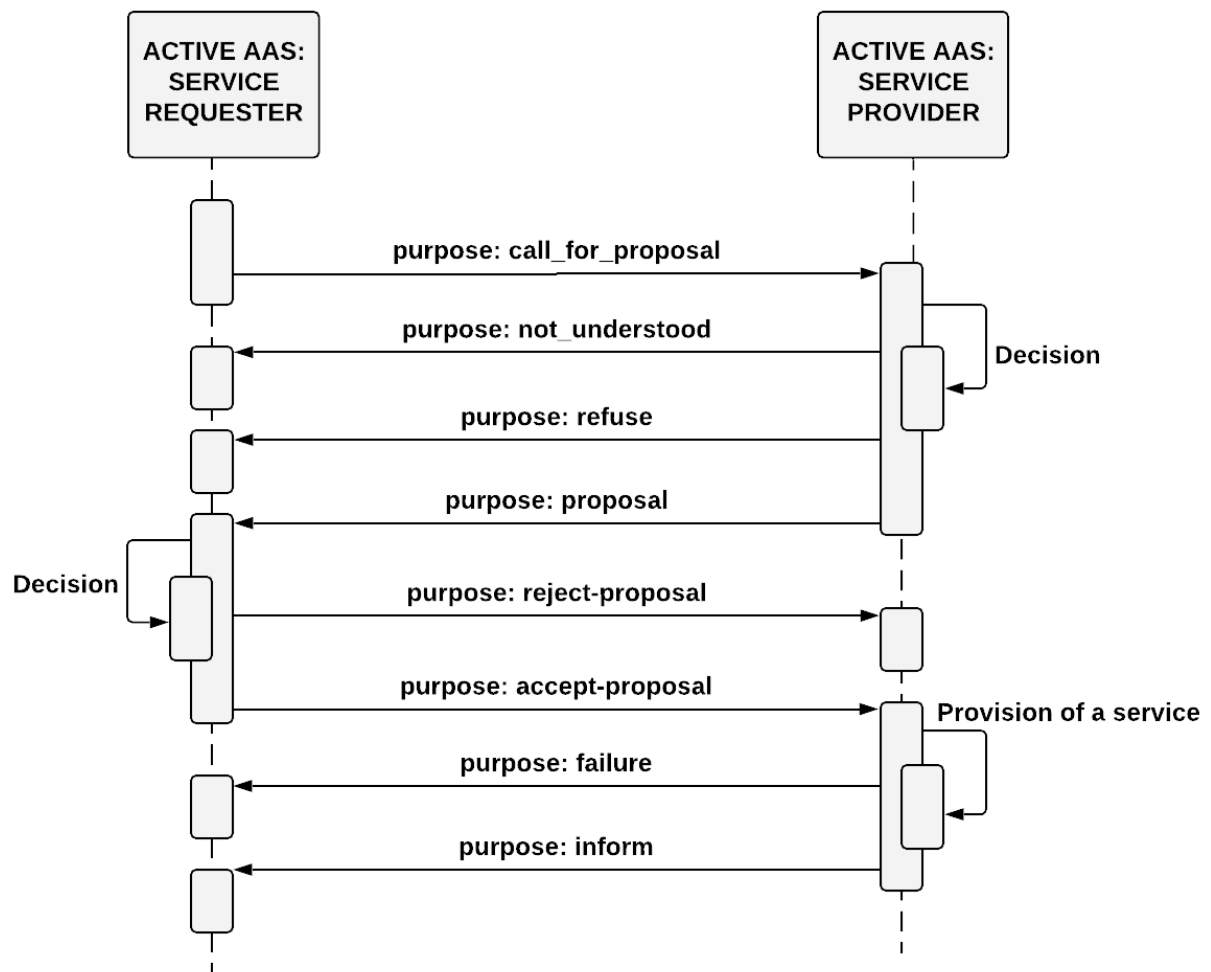 ACTIVE AAS:
SERVICE
REQUESTER
ACTIVE AAS:
SERVICE
PROVIDER
purpose: call_for_proposal
purpose: not_understood
Decision
purpose: refuse
purpose: proposal
Decision
purpose: reject-proposal
purpose: accept-proposal
Provision of a service
purpose: failure
purpose: inform